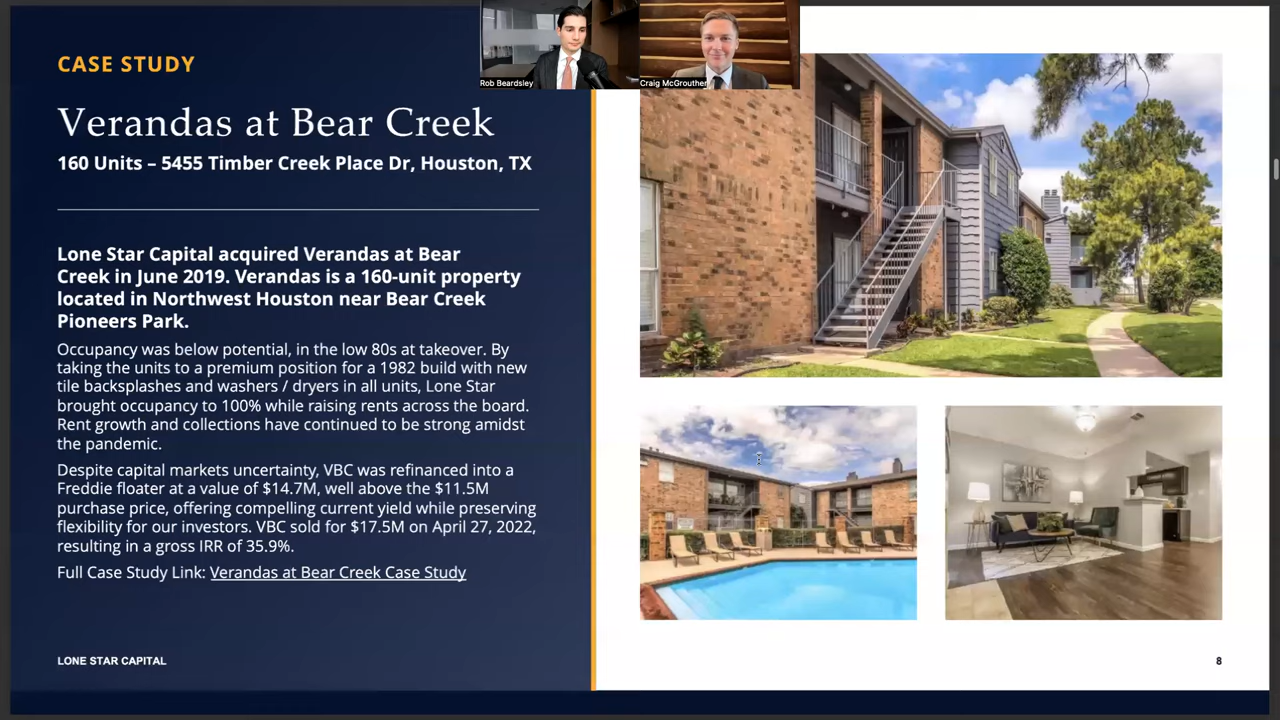 Rob Beardsley
Craig McGrouther
CASE STUDY
Verandas at Bear Creek
160 Units – 5455 Timber Creek Place Dr, Houston, TX
Lone Star Capital acquired Verandas at Bear
Creek in June 2019. Verandas is a 160-unit property
located in Northwest Houston near Bear Creek
Pioneers Park.
Occupancy was below potential, in the low 80s at takeover. By
taking the units to a premium position for a 1982 build with new
tile backsplashes and washers / dryers in all units, Lone Star
brought occupancy to 100% while raising rents across the board.
Rent growth and collections have continued to be strong amidst
the pandemic.
Despite capital markets uncertainty, VBC was refinanced into a
Freddie floater at a value of $14.7M, well above the $11.5M
purchase price, offering compelling current yield while preserving
flexibility for our investors. VBC sold for $17.5M on April 27, 2022,
resulting in a gross IRR of 35.9%.
Full Case Study Link: Verandas at Bear Creek Case Study
LONE STAR CAPITAL
8